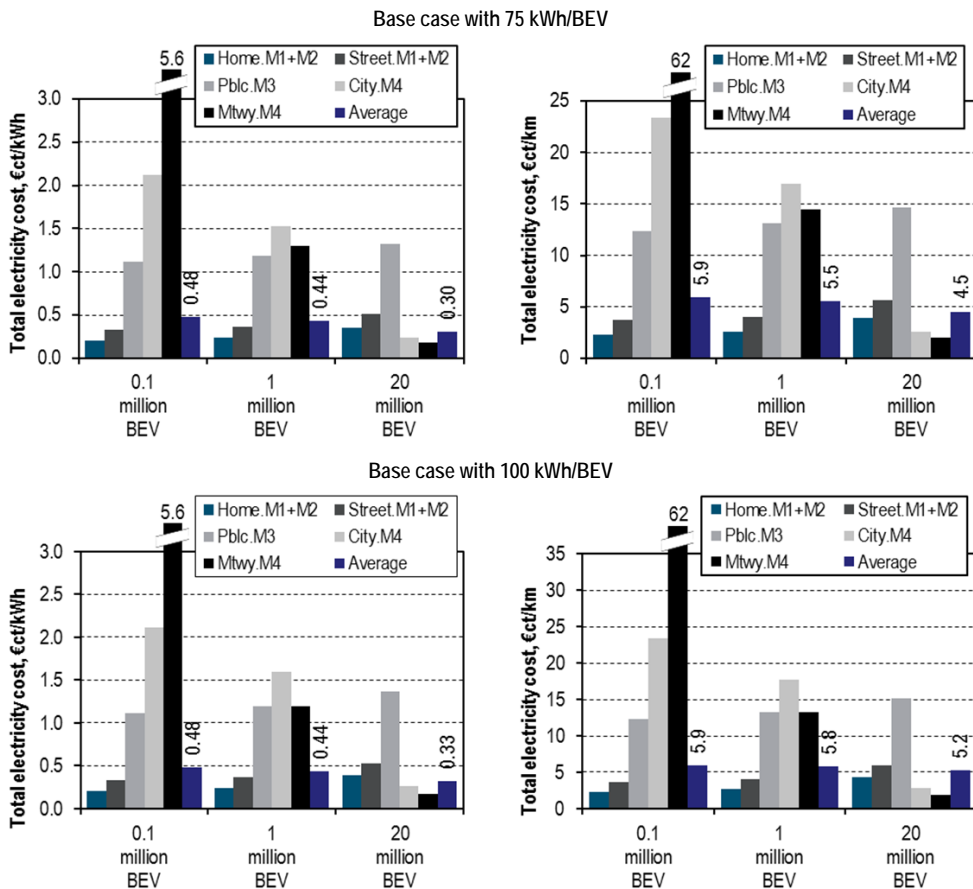 Base case with 75 kWh/BEV
5.6
Home.M1+M2 Street.M1+M2
Pblc.M3 City.M4
Mtwy.M4 Average
Total electricity cost, €ct/kWh
3.0
2.5
2.0
1.5
1.0
0.5
0.0
0.48
0.44
0.30
0.1 1 20
million million million
BEV BEV BEV
62
Home.M1+M2 Street.M1+M2
Pblc.M3 City.M4
Mtwy.M4 Average
Total electricity cost, €ct/km
25
20
15
10
5
0
5.9
5.5
4.5
0.1 1 20
million million million
BEV BEV BEV
Base case with 100 kWh/BEV
5.6
Home.M1+M2 Street.M1+M2
Pblc.M3 City.M4
Mtwy.M4 Average
Total electricity cost, €ct/kWh
3.0
2.5
2.0
1.5
1.0
0.5
0.0
0.48
0.44
0.33
0.1 1 20
million million million
BEV BEV BEV
62
Home.M1+M2 Street.M1+M2
Pblc.M3 City.M4
Mtwy.M4 Average
Total electricity cost, €ct/km
35
30
25
20
15
10
5
0
5.9
5.8
5.2
0.1 1 20
million million million
BEV BEV BEV